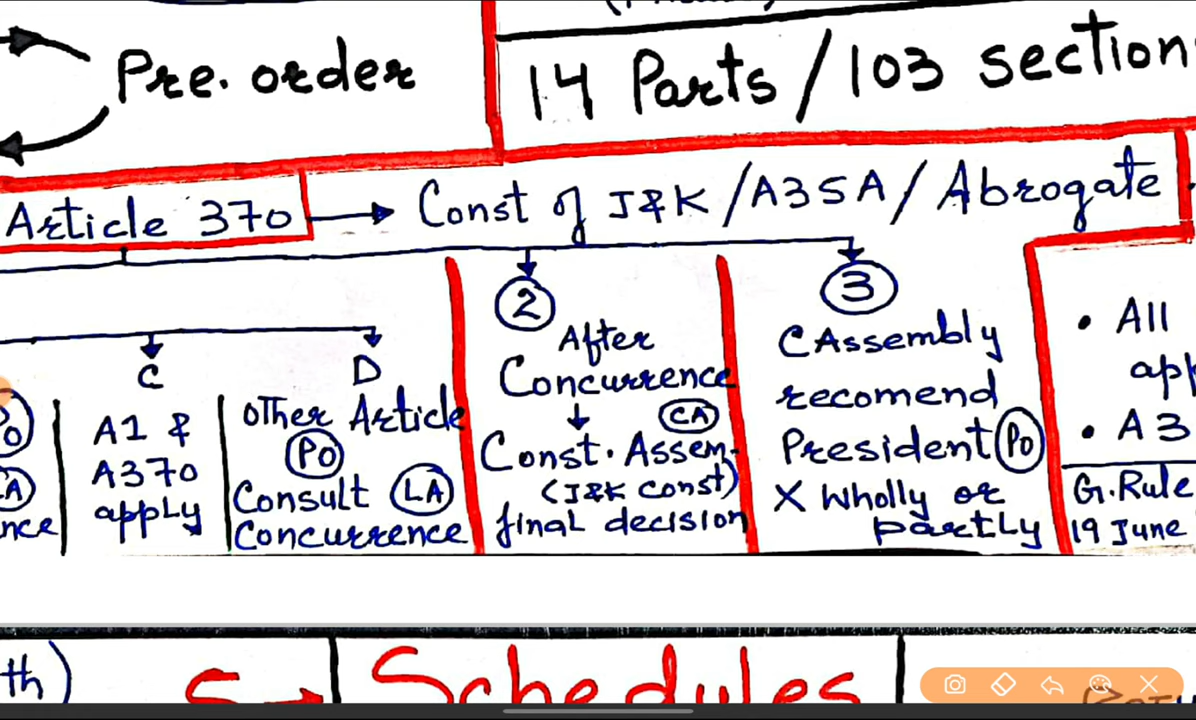 Pre. order
14 Parts / 103 section
Article 370 → Const of J&K / A35A / Abrogate
C
A1 &
A370
apply
D
other Article
PO
Consult LA
Concurrence
2
After
Concurrence
CA
Const. Assem-
(J&K Const)
final decision
3
CAssembly
recomend
President PO
X Wholly or
partly
• All
• A3
G. Rule
19 June
th)
5 → Schedules